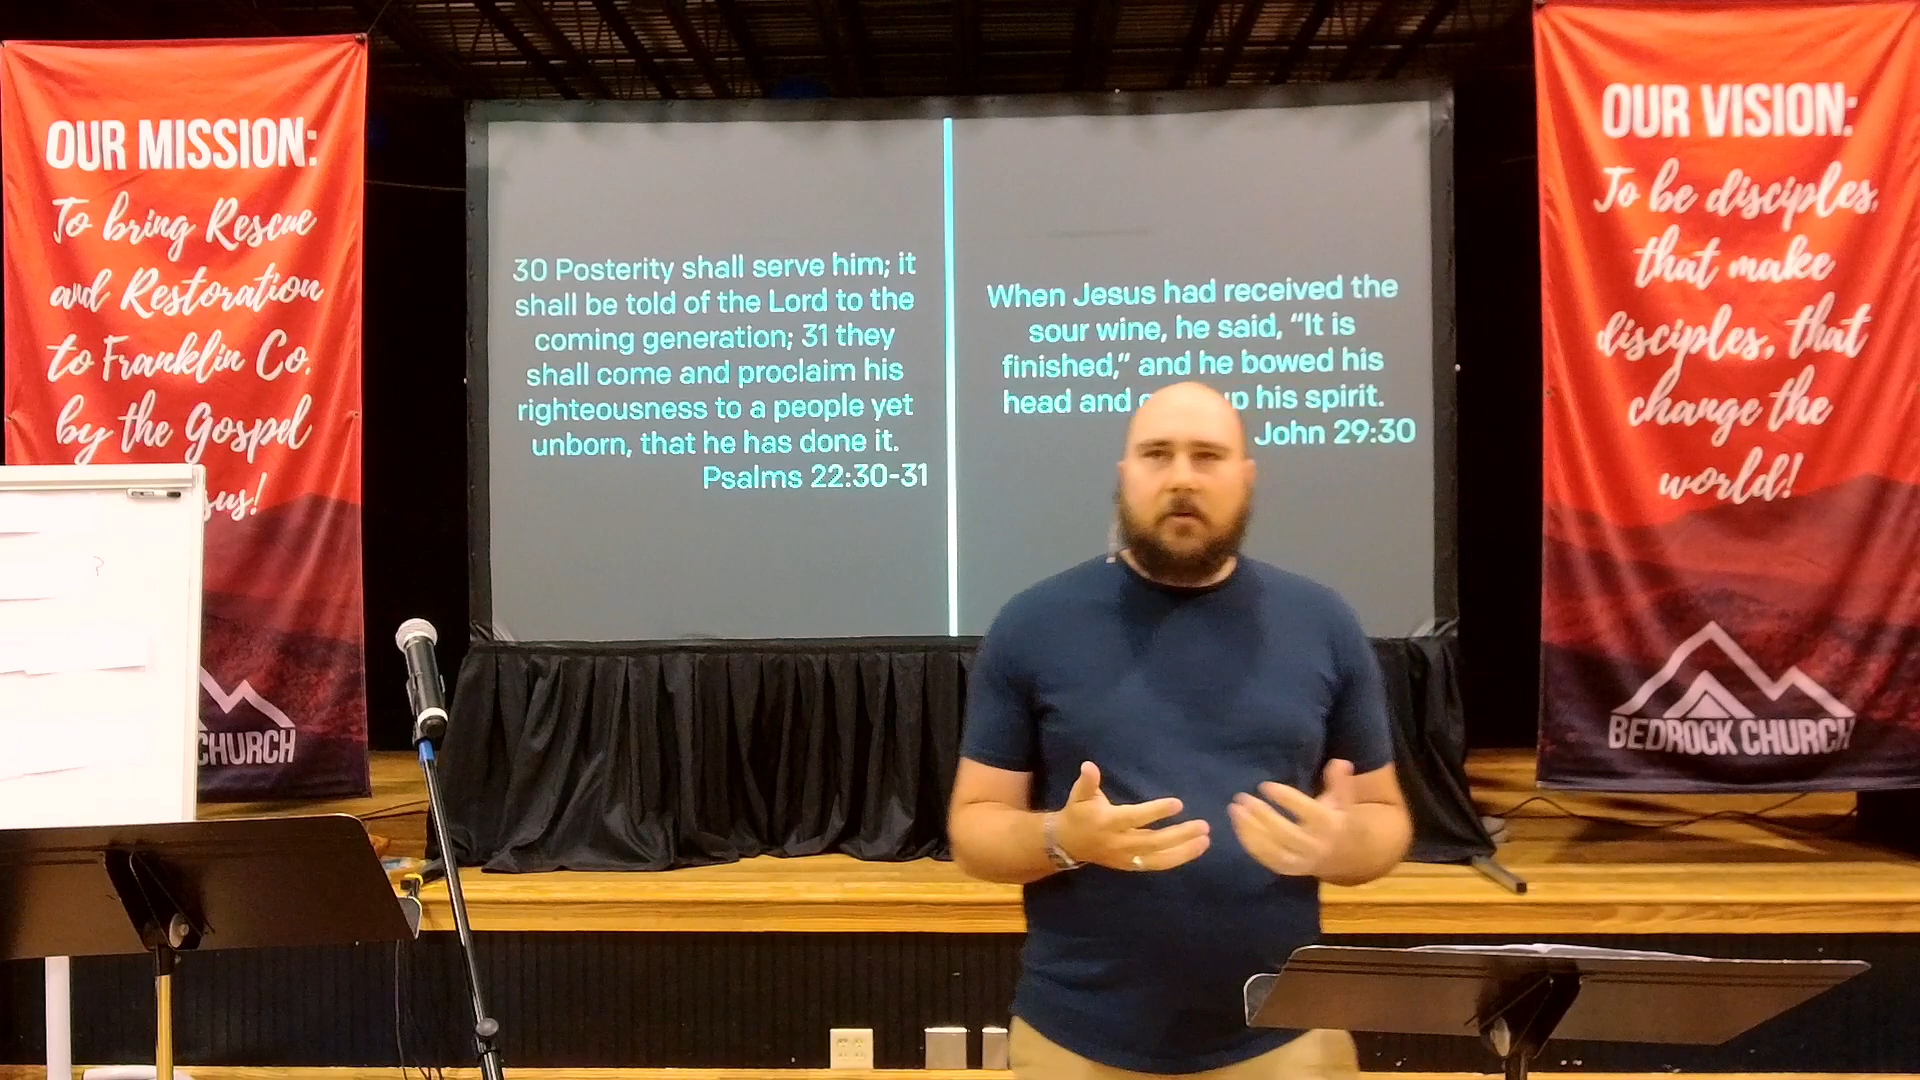 OUR MISSION:
To bring Rescue
and Restoration
to Franklin Co.
by the Gospel
CHURCH
30 Posterity shall serve him; it
shall be told of the Lord to the
coming generation; 31 they
shall come and proclaim his
righteousness to a people yet
unborn, that he has done it.
Psalms 22:30-31
When Jesus had received the
sour wine, he said, “It is
finished,” and he bowed his
head and his spirit.
John 29:30
OUR VISION:
To be disciples,
that make
disciples, that
change the
world!
BEDROCK CHURCH
?